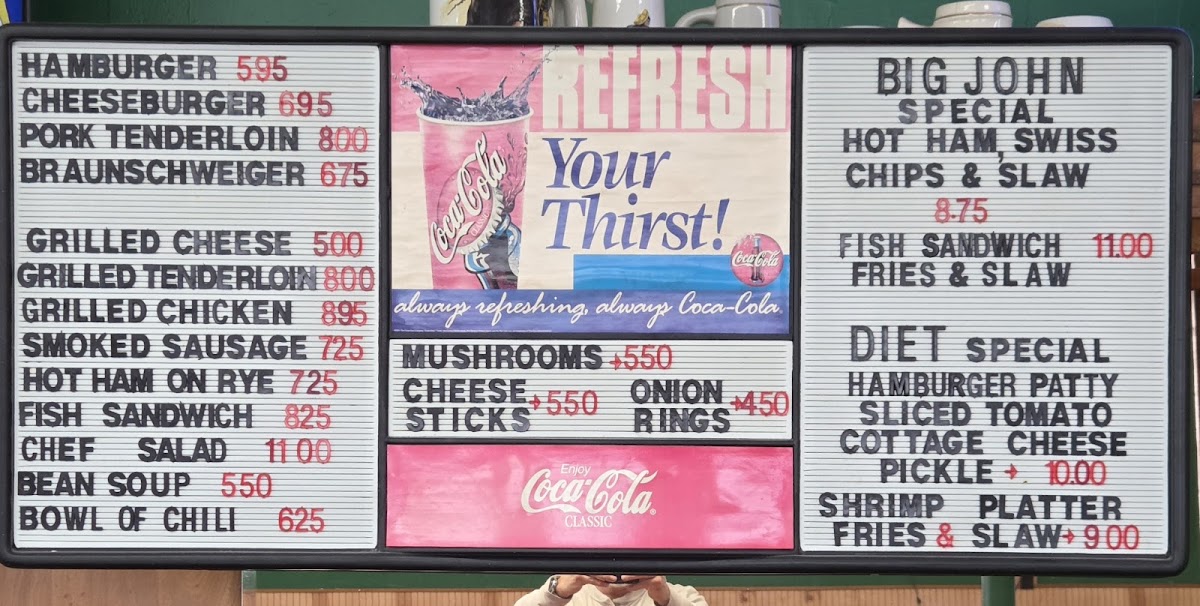 HAMBURGER 595
CHEESEBURGER 695
PORK TENDERLOIN 800
BRAUNSCHWEIGER 675
GRILLED CHEESE 500
GRILLED TENDERLOIN 800
GRILLED CHICKEN 895
SMOKED SAUSAGE 725
HOT HAM ON RYE 725
FISH SANDWICH 825
CHEF SALAD 11 00
BEAN SOUP 550
BOWL OF CHILI 625
REFRESH
Your
Thirst!
Coca-Cola
Coca-Cola
always refreshing, always Coca-Cola.
MUSHROOMS→550
CHEESE STICKS→550
ONION RINGS→450
Enjoy
Coca-Cola®
CLASSIC
BIG JOHN
SPECIAL
HOT HAM, SWISS
CHIPS & SLAW
8.75
FISH SANDWICH 11.00
FRIES & SLAW
DIET SPECIAL
HAMBURGER PATTY
SLICED TOMATO
COTTAGE CHEESE
PICKLE→ 10.00
SHRIMP PLATTER
FRIES & SLAW→ 9.00